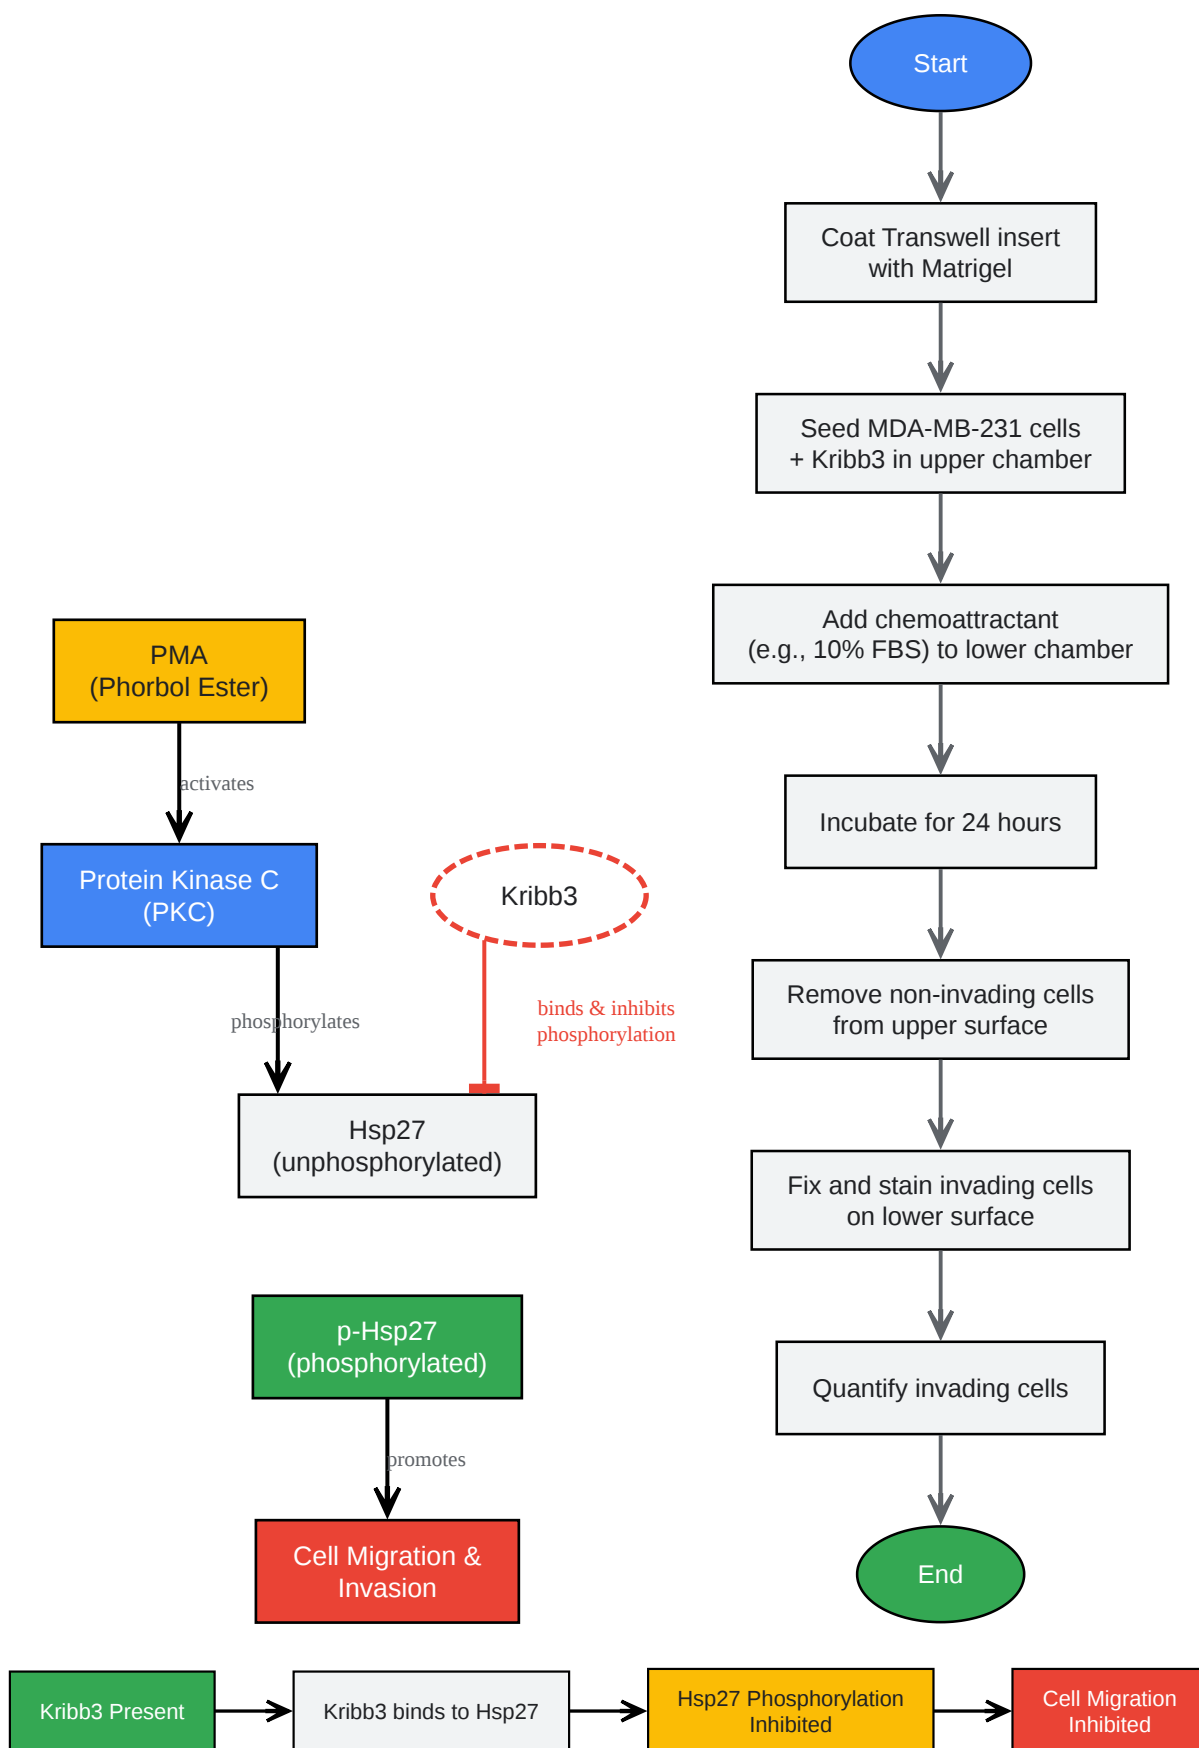 Start
Coat Transwell insert
with Matrigel
Seed MDA-MB-231 cells
+ Kribb3 in upper chamber
Add chemoattractant
(e.g., 10% FBS) to lower chamber
Incubate for 24 hours
Remove non-invading cells
from upper surface
Fix and stain invading cells
on lower surface
Quantify invading cells
End
PMA
(Phorbol Ester)
activates
Protein Kinase C
(PKC)
Kribb3
phosphorylates
binds & inhibits
phosphorylation
Hsp27
(unphosphorylated)
p-Hsp27
(phosphorylated)
promotes
Cell Migration &
Invasion
Kribb3 Present
Kribb3 binds to Hsp27
Hsp27 Phosphorylation
Inhibited
Cell Migration
Inhibited